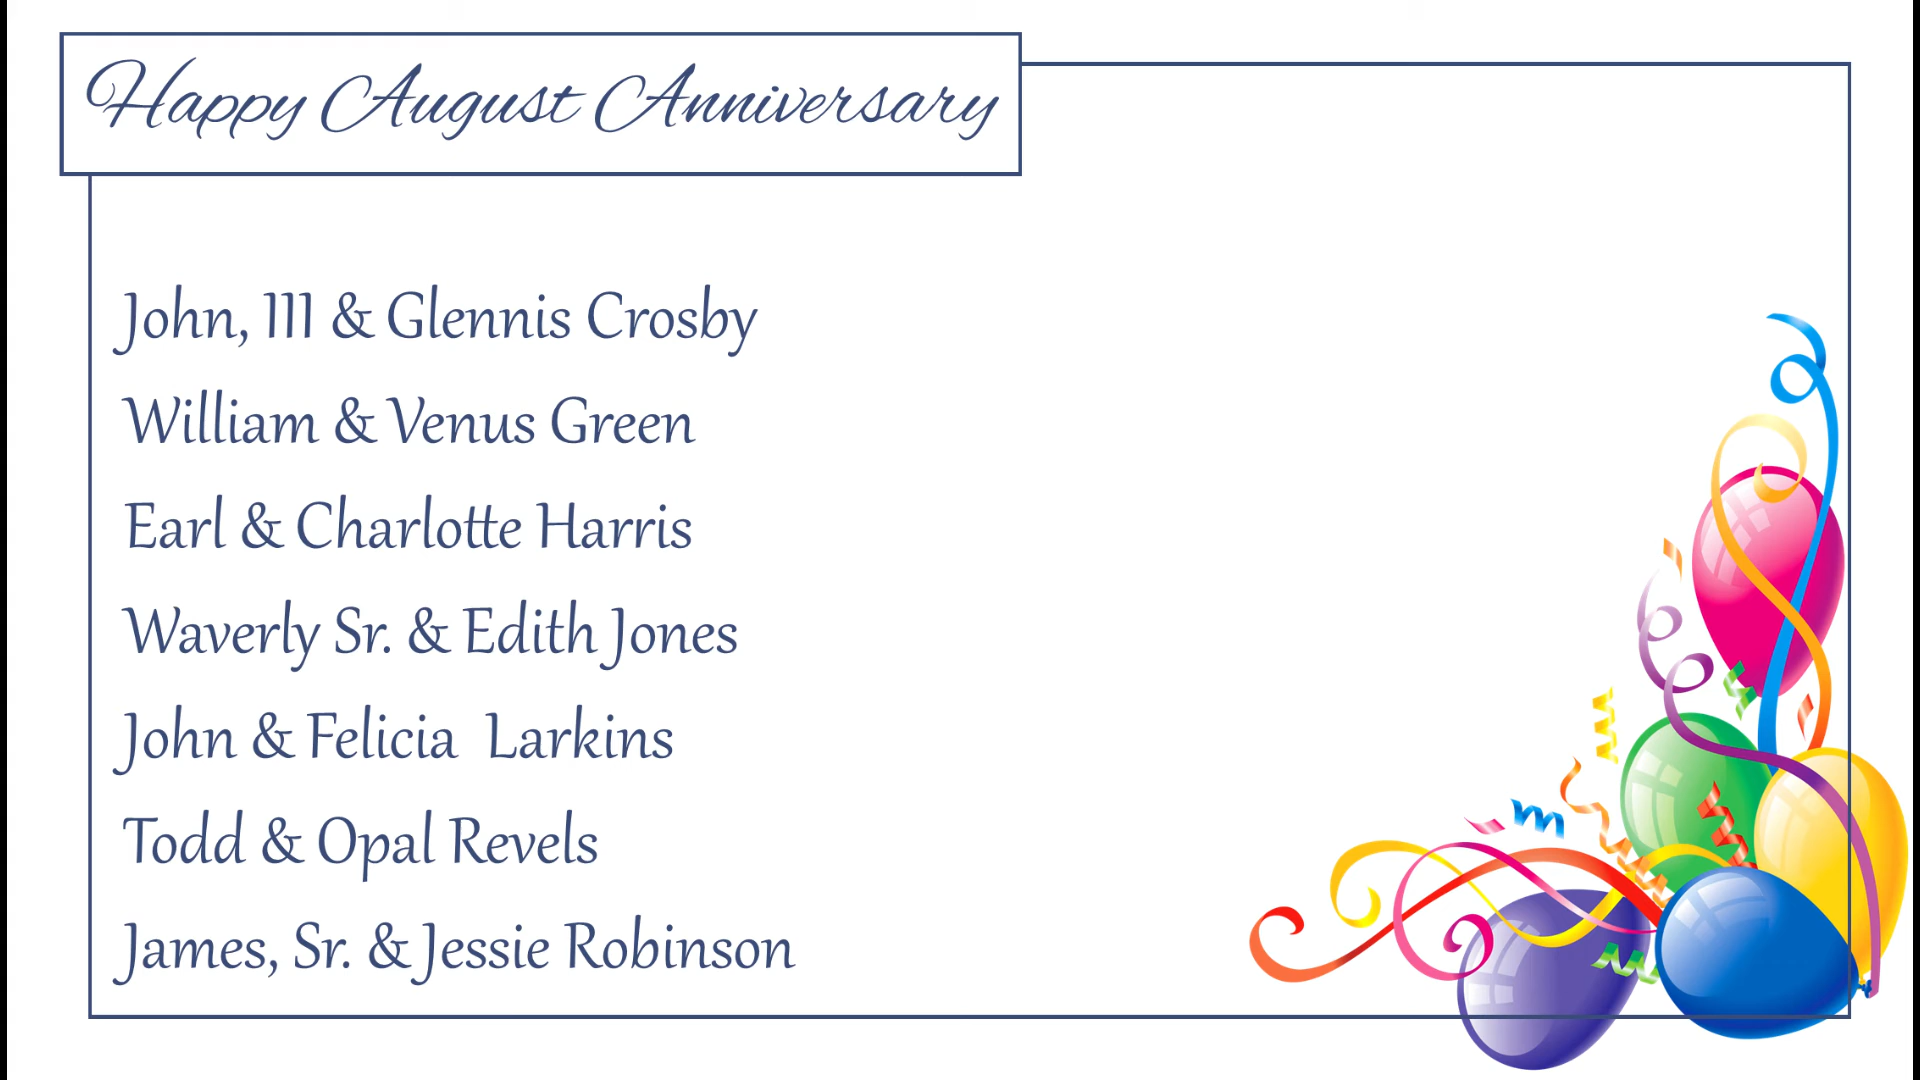 Happy August Anniversary
John, III & Glennis Crosby
William & Venus Green
Earl & Charlotte Harris
Waverly Sr. & Edith Jones
John & Felicia  Larkins
Todd & Opal Revels
James, Sr. & Jessie Robinson